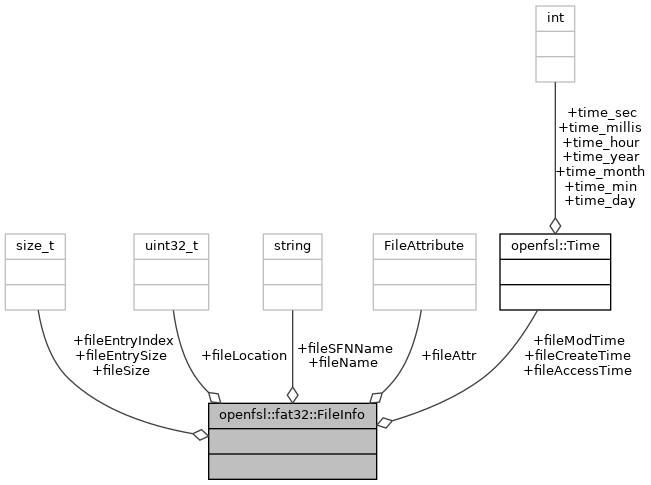 int
+time_sec
+time_millis
+time_hour
+time_year
+time_month
+time_min
+time_day
size_t
uint32_t
string
FileAttribute
openfsl::Time
+fileEntryIndex
+fileEntrySize
+fileSize
+fileLocation
+fileSFNName
+fileName
+fileAttr
+fileModTime
+fileCreateTime
+fileAccessTime
openfsl::fat32::FileInfo